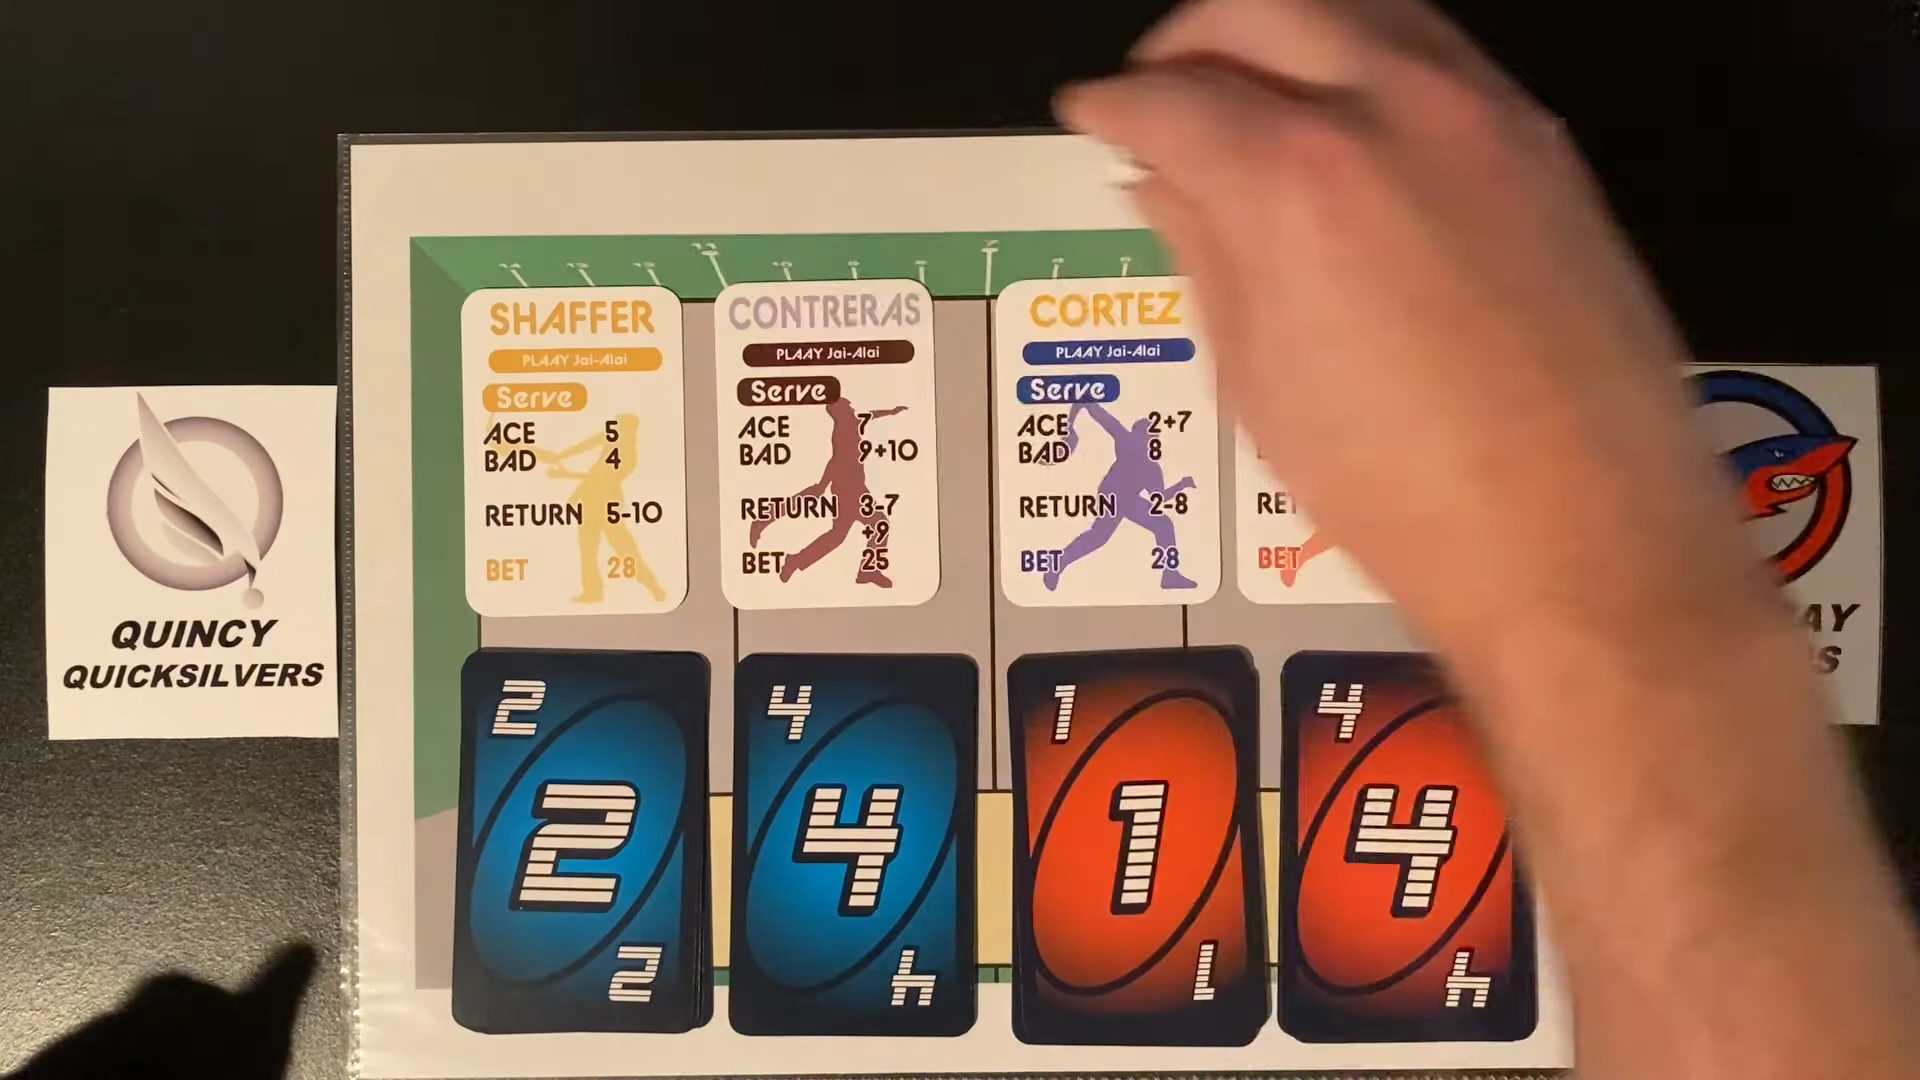 SHAFFER
PLAAY Jai-Alai
Serve
ACE 5
BAD 4
RETURN 5-10
BET 28
CONTRERAS
PLAAY Jai-Alai
Serve
ACE 7
BAD 9+10
RETURN 3-7
+9
BET 25
CORTEZ
PLAAY Jai-Alai
Serve
ACE 2+7
BAD 8
RETURN 2-8
BET 28
BET
QUINCY
QUICKSILVERS
2
2
2
4
4
4
1
1
1
4
4
4